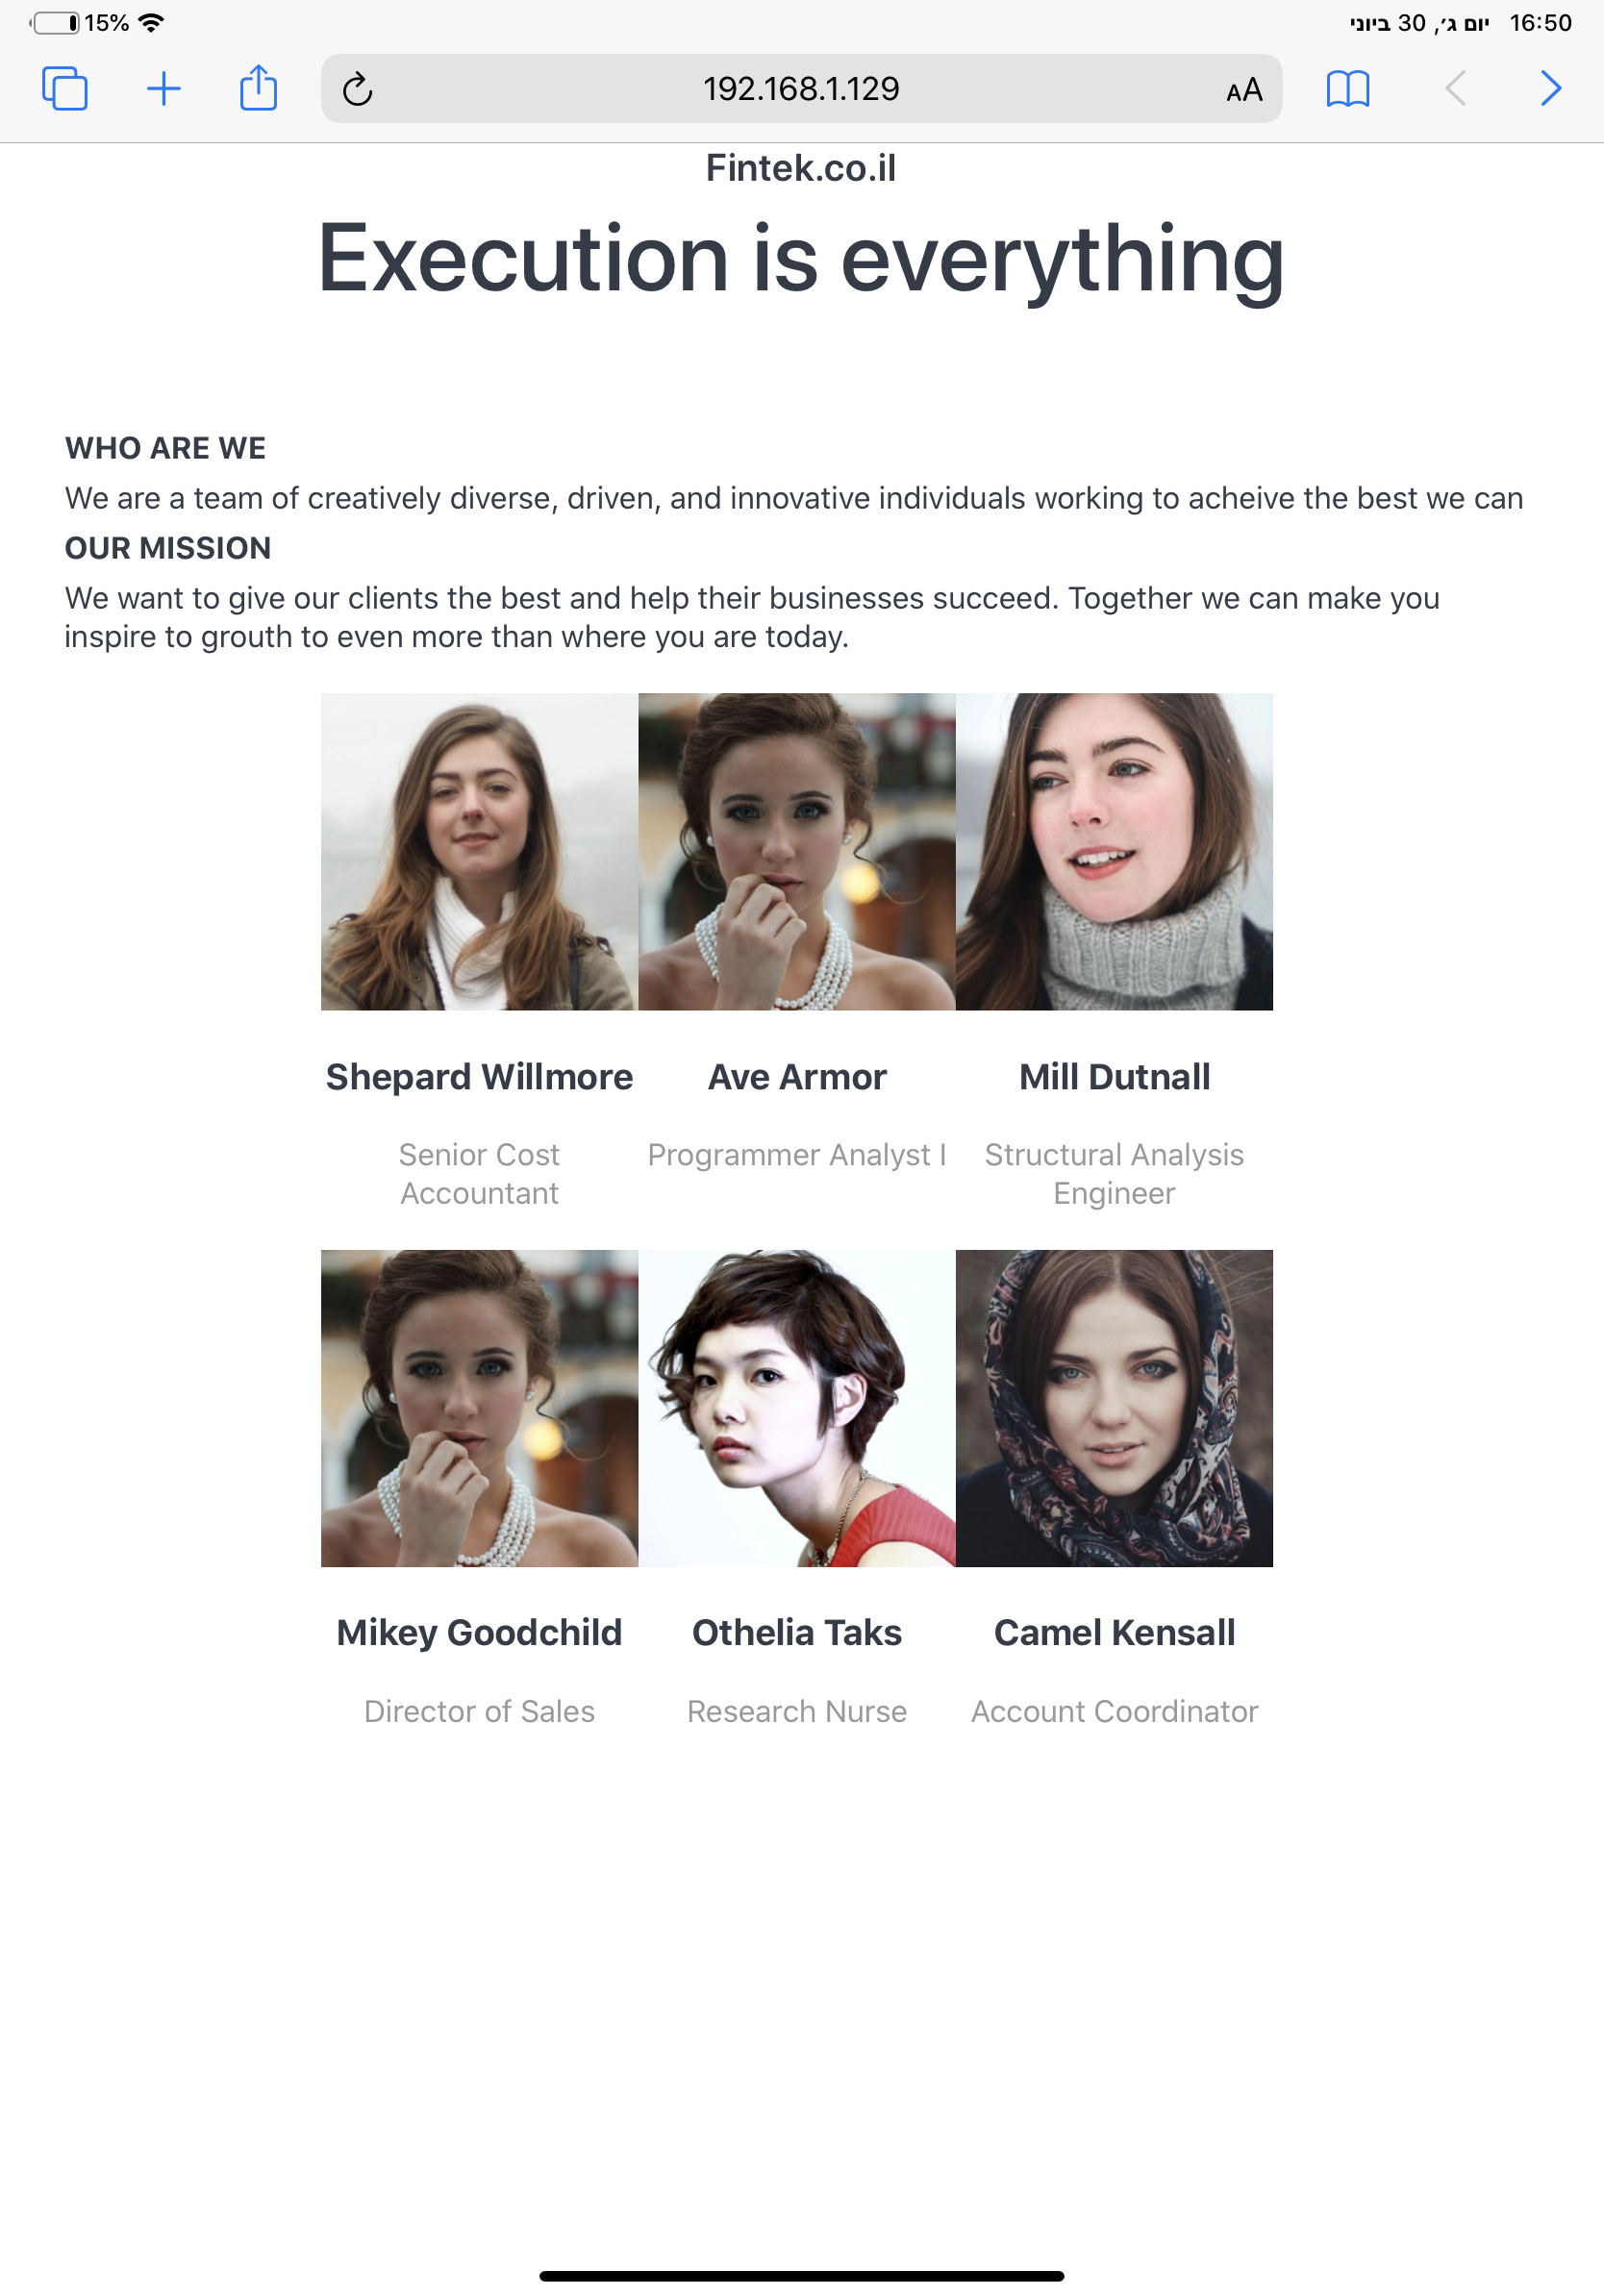 15%
יום ג׳, 30 ביוני 16:50
192.168.1.129
AA
Fintek.co.il
Execution is everything
WHO ARE WE
We are a team of creatively diverse, driven, and innovative individuals working to acheive the best we can
OUR MISSION
We want to give our clients the best and help their businesses succeed. Together we can make you
inspire to grouth to even more than where you are today.
Shepard Willmore Ave Armor Mill Dutnall
Senior Cost Programmer Analyst I Structural Analysis
Accountant Engineer
Mikey Goodchild Othelia Taks Camel Kensall
Director of Sales Research Nurse Account Coordinator